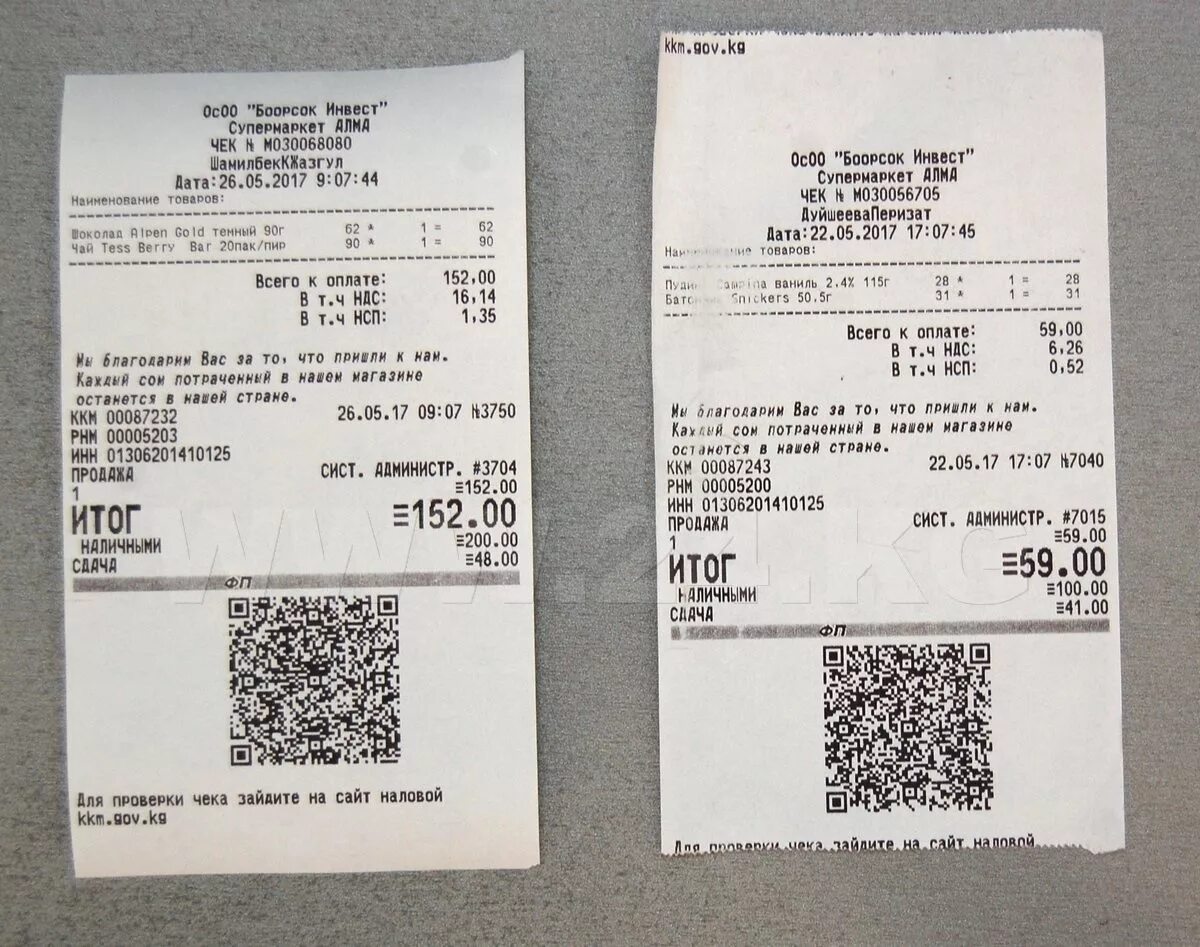 ОсОО "Боорсок Инвест"
Супермаркет АЛМА
ЧЕК № М030068080
ШамилбекКЖазгул
Дата:26.05.2017 9:07:44
Наименование товаров:
Шоколад Alpen Gold темный 90г 62 * 1 = 62
Чай Tess Berry Bar 20пак/пир 90 * 1 = 90
Всего к оплате: 152,00
В т.ч НДС: 16,14
В т.ч НСП: 1,35
Мы благодарим Вас за то, что пришли к нам.
Каждый сом потраченный в нашем магазине
останется в нашей стране.
ККМ 00087232 26.05.17 09:07 №3750
РНМ 00005203
ИНН 01306201410125
ПРОДАЖА СИСТ. АДМИНИСТР. #3704
1 ≡152.00
ИТОГ ≡152.00
НАЛИЧНЫМИ ≡200.00
СДАЧА ≡48.00
ФП
Для проверки чека зайдите на сайт наловой
kkm.gov.kg
kkm.gov.kg
ОсОО "Боорсок Инвест"
Супермаркет АЛМА
ЧЕК № М030056705
ДуйшееваПеризат
Дата:22.05.2017 17:07:45
товаров:
ваниль 2.4% 115г 28 * 1 = 28
Snickers 50.5г 31 * 1 = 31
Всего к оплате: 59,00
В т.ч НДС: 6,26
В т.ч НСП: 0,52
Мы благодарим Вас за то, что пришли к нам.
Каждый сом потраченный в нашем магазине
останется в нашей стране.
ККМ 00087243 22.05.17 17:07 №7040
РНМ 00005200
ИНН 01306201410125
ПРОДАЖА СИСТ. АДМИНИСТР. #7015
1 ≡59.00
ИТОГ ≡59.00
НАЛИЧНЫМИ ≡100.00
СДАЧА ≡41.00
ФП
Для проверки чека зайдите на сайт наловой
www.24.kg